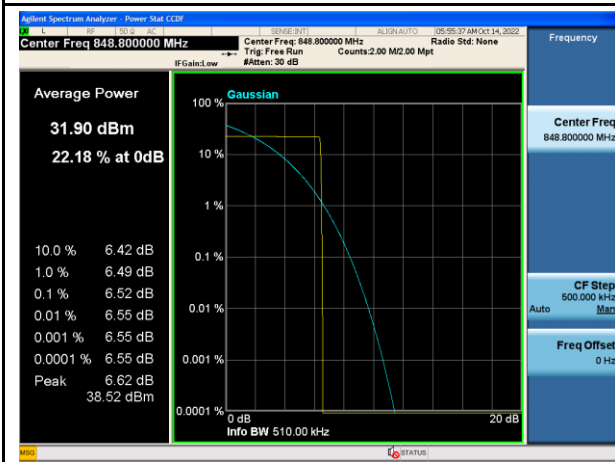 Agilent Spectrum Analyzer - Power Stat CCDF
L RF 50 Ω AC SENSE:INT ALIGN AUTO 05:55:37 AM Oct 14, 2022
Center Freq 848.800000 MHz
Center Freq: 848.800000 MHz Radio Std: None
Trig: Free Run Counts:2.00 M/2.00 Mpt
IFGain:Low #Atten: 30 dB
Frequency
Average Power
31.90 dBm
22.18 % at 0dB
10.0 % 6.42 dB
1.0 % 6.49 dB
0.1 % 6.52 dB
0.01 % 6.55 dB
0.001 % 6.55 dB
0.0001 % 6.55 dB
Peak 6.62 dB
38.52 dBm
Gaussian
100 %
10 %
1 %
0.1 %
0.01 %
0.001 %
0.0001 %
0 dB 20 dB
Info BW 510.00 kHz
Center Freq
848.800000 MHz
CF Step
500.000 kHz
Auto Man
Freq Offset
0 Hz
MSG STATUS